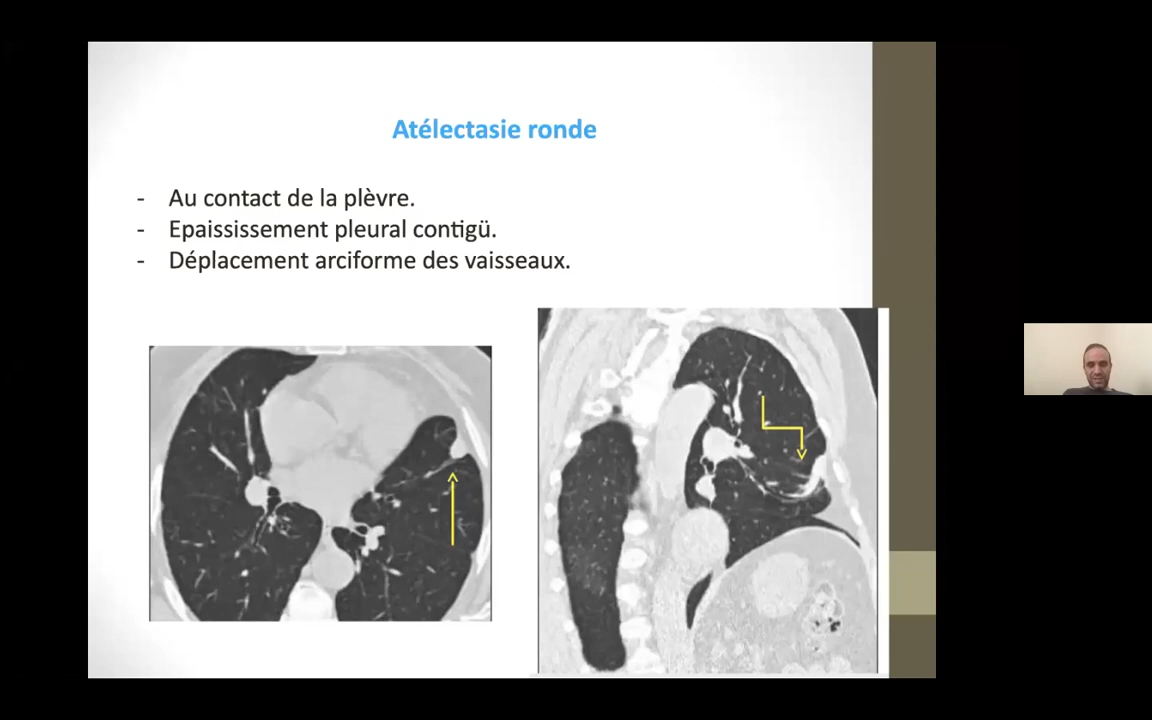 Atélectasie ronde
- Au contact de la plèvre.
- Epaississement pleural contigü.
- Déplacement arciforme des vaisseaux.